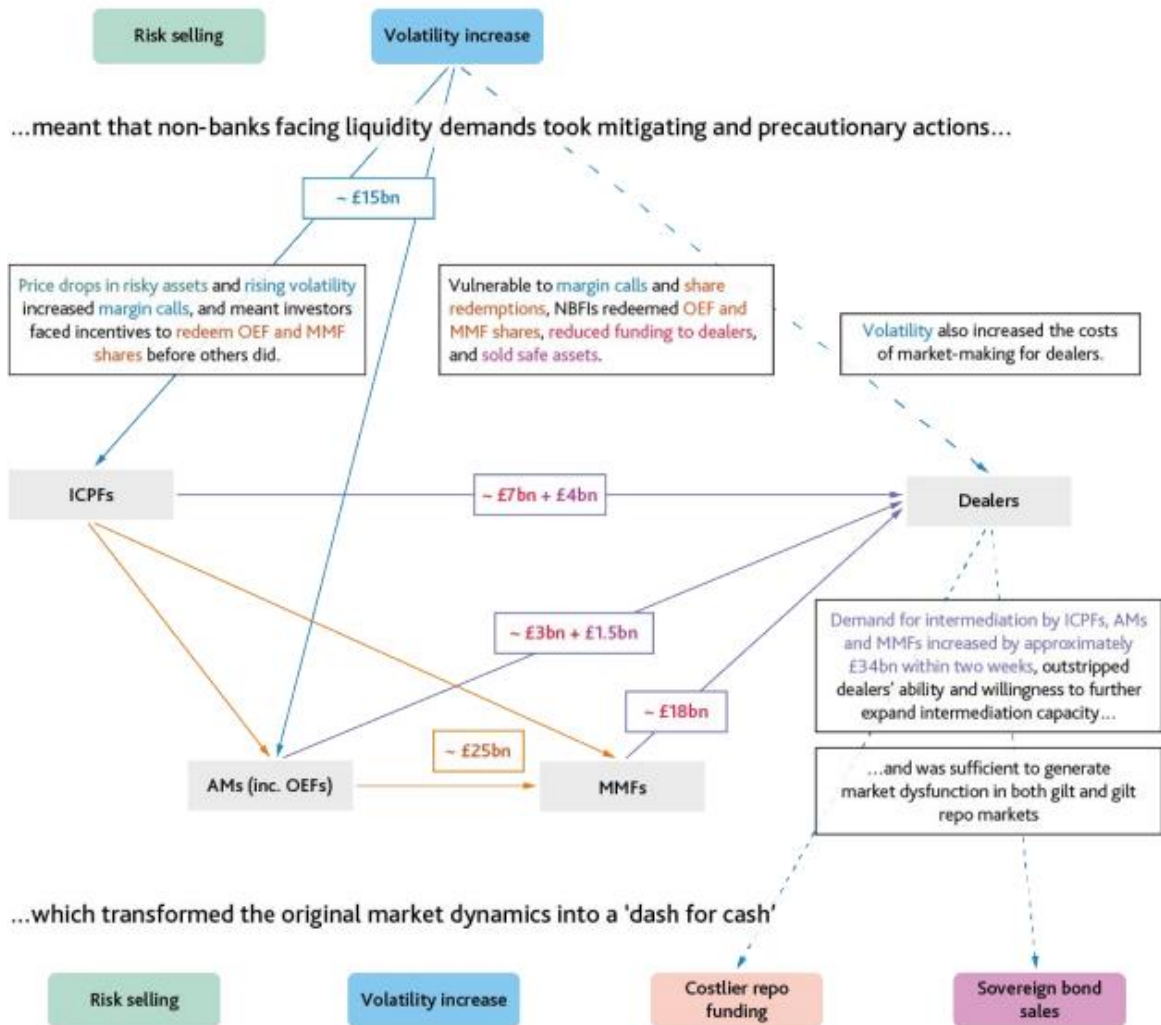 Risk selling
Volatility increase
...meant that non-banks facing liquidity demands took mitigating and precautionary actions...
~ £15bn
Price drops in risky assets and rising volatility
increased margin calls, and meant investors
faced incentives to redeem OEF and MMF
shares before others did.
Vulnerable to margin calls and share
redemptions, NBFIs redeemed OEF and
MMF shares, reduced funding to dealers,
and sold safe assets.
Volatility also increased the costs
of market-making for dealers.
ICPFs
~ £7bn + £4bn
Dealers
~ £3bn + £1.5bn
~ £18bn
~ £25bn
AMs (inc. OEFs)
MMFs
Demand for intermediation by ICPFs, AMs
and MMFs increased by approximately
£34bn within two weeks, outstripped
dealers' ability and willingness to further
expand intermediation capacity...
...and was sufficient to generate
market dysfunction in both gilt and gilt
repo markets
...which transformed the original market dynamics into a 'dash for cash'
Risk selling
Volatility increase
Costlier repo
funding
Sovereign bond
sales